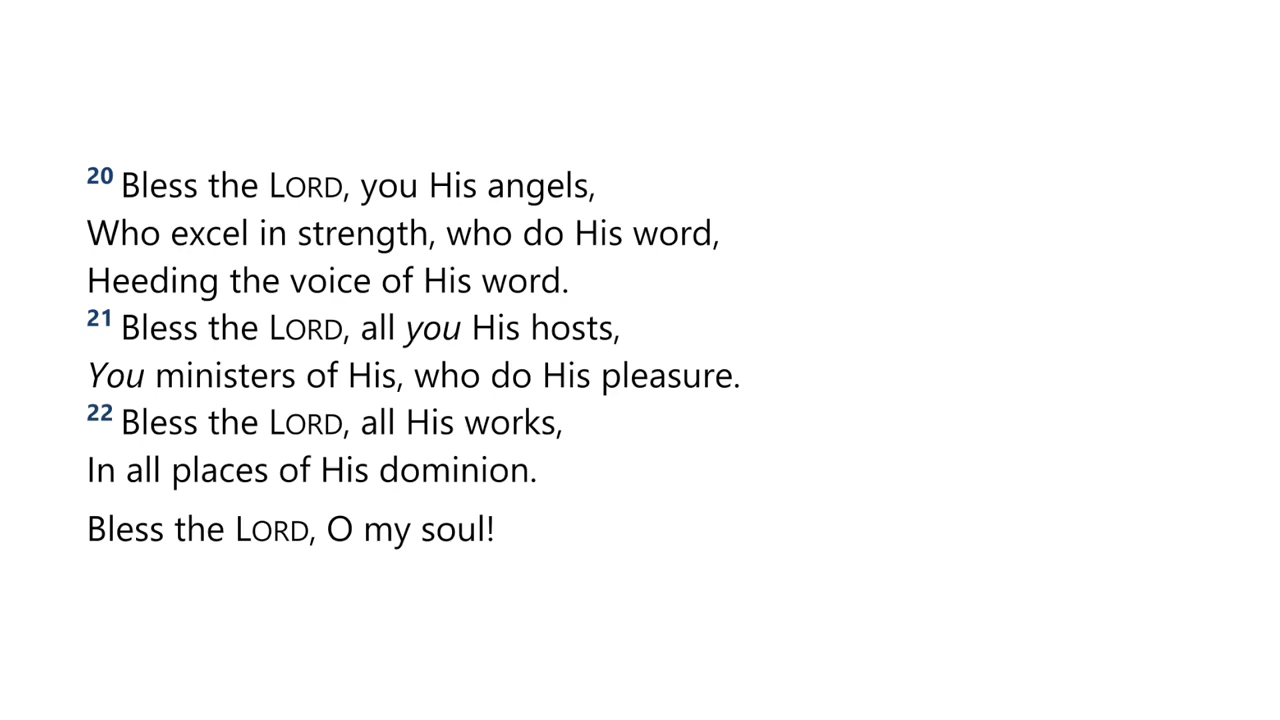 20 Bless the LORD, you His angels,
Who excel in strength, who do His word,
Heeding the voice of His word.
21 Bless the LORD, all you His hosts,
You ministers of His, who do His pleasure.
22 Bless the LORD, all His works,
In all places of His dominion.
Bless the LORD, O my soul!